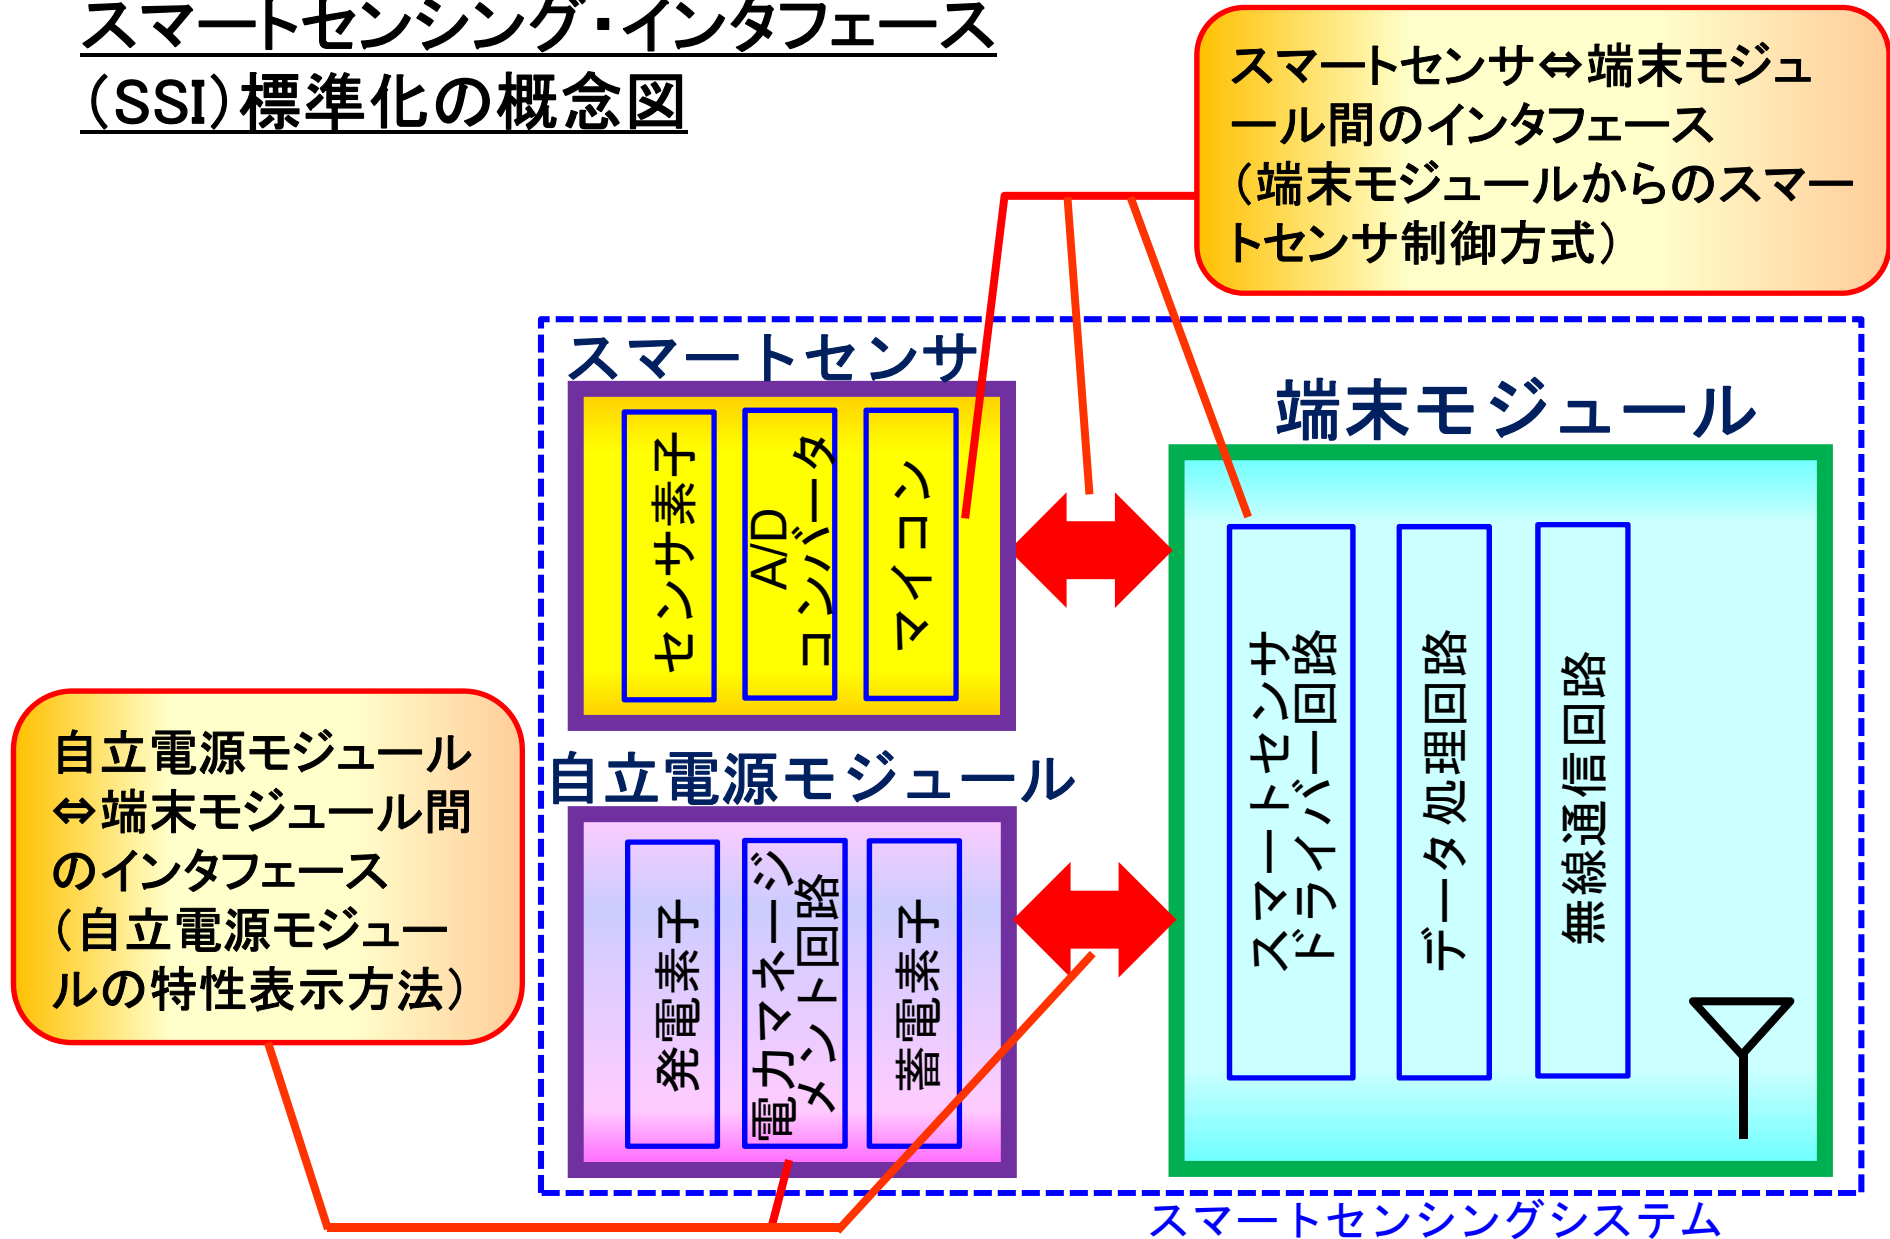 スマートセンシング・インタフェース
（SSI）標準化の概念図
スマートセンサ⇔端末モジュ
ール間のインタフェース
（端末モジュールからのスマー
トセンサ制御方式）
スマートセンサ
センサ素子
A/D
コンバータ
マイコン
端末モジュール
スマートセンサ
ドライバー回路
データ処理回路
無線通信回路
自立電源モジュール
⇔端末モジュール間
のインタフェース
（自立電源モジュー
ルの特性表示方法）
自立電源モジュール
発電素子
電力マネージ
メント回路
蓄電素子
スマートセンシングシステム